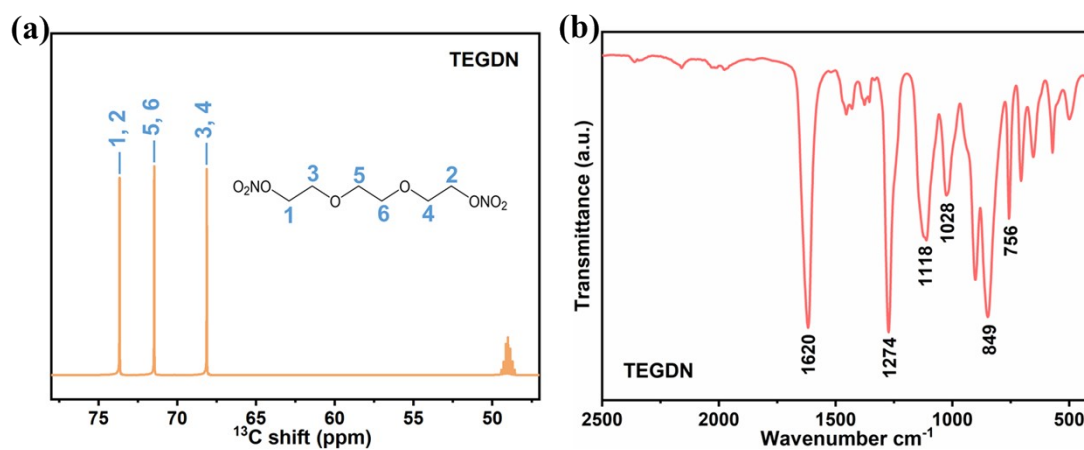 (a)
TEGDN
1, 2
5, 6
3, 4
3
5
2
O₂NO
O
O
ONO₂
1
6
4
75
70
65
60
55
50
¹³C shift (ppm)
(b)
Transmittance (a.u.)
1620
1274
1118
1028
849
756
TEGDN
2500
2000
1500
1000
500
Wavenumber cm⁻¹